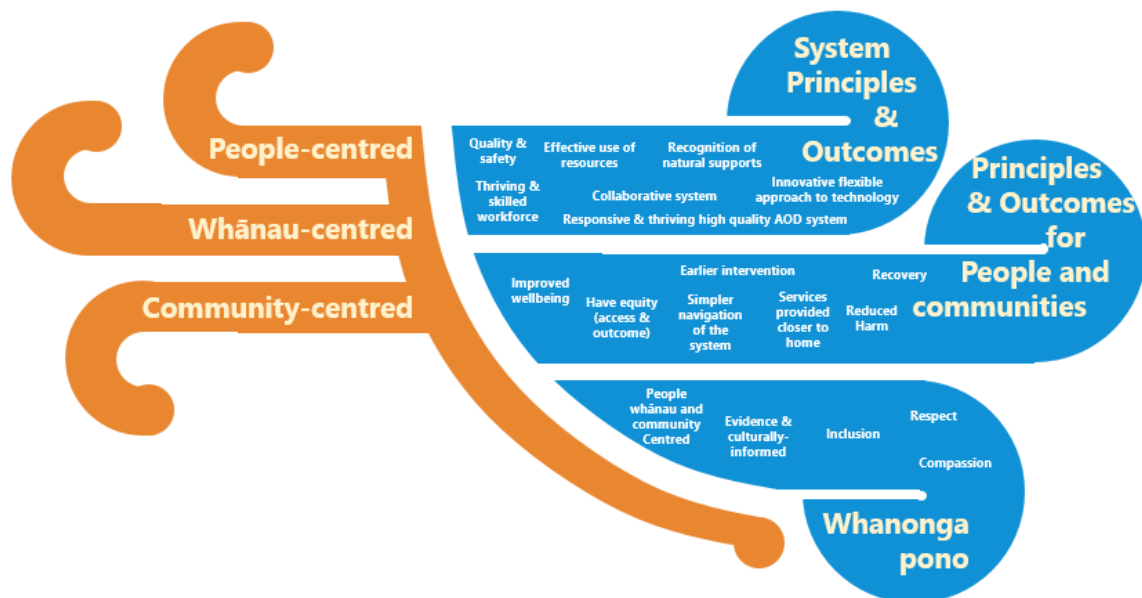 People-centred
Whānau-centred
Community-centred
System
Principles
&
Outcomes
Quality &
safety
Effective use of
resources
Recognition of
natural supports
Thriving &
skilled
workforce
Collaborative system
Innovative flexible
approach to technology
Responsive & thriving high quality AOD system
Principles
& Outcomes
for
People and
communities
Improved
wellbeing
Earlier intervention
Recovery
Have equity
(access &
outcome)
Simpler
navigation
of the
system
Services
provided
closer to
home
Reduced
Harm
People
whānau and
community
Centred
Evidence &
culturally-
informed
Inclusion
Respect
Compassion
Whanonga
pono